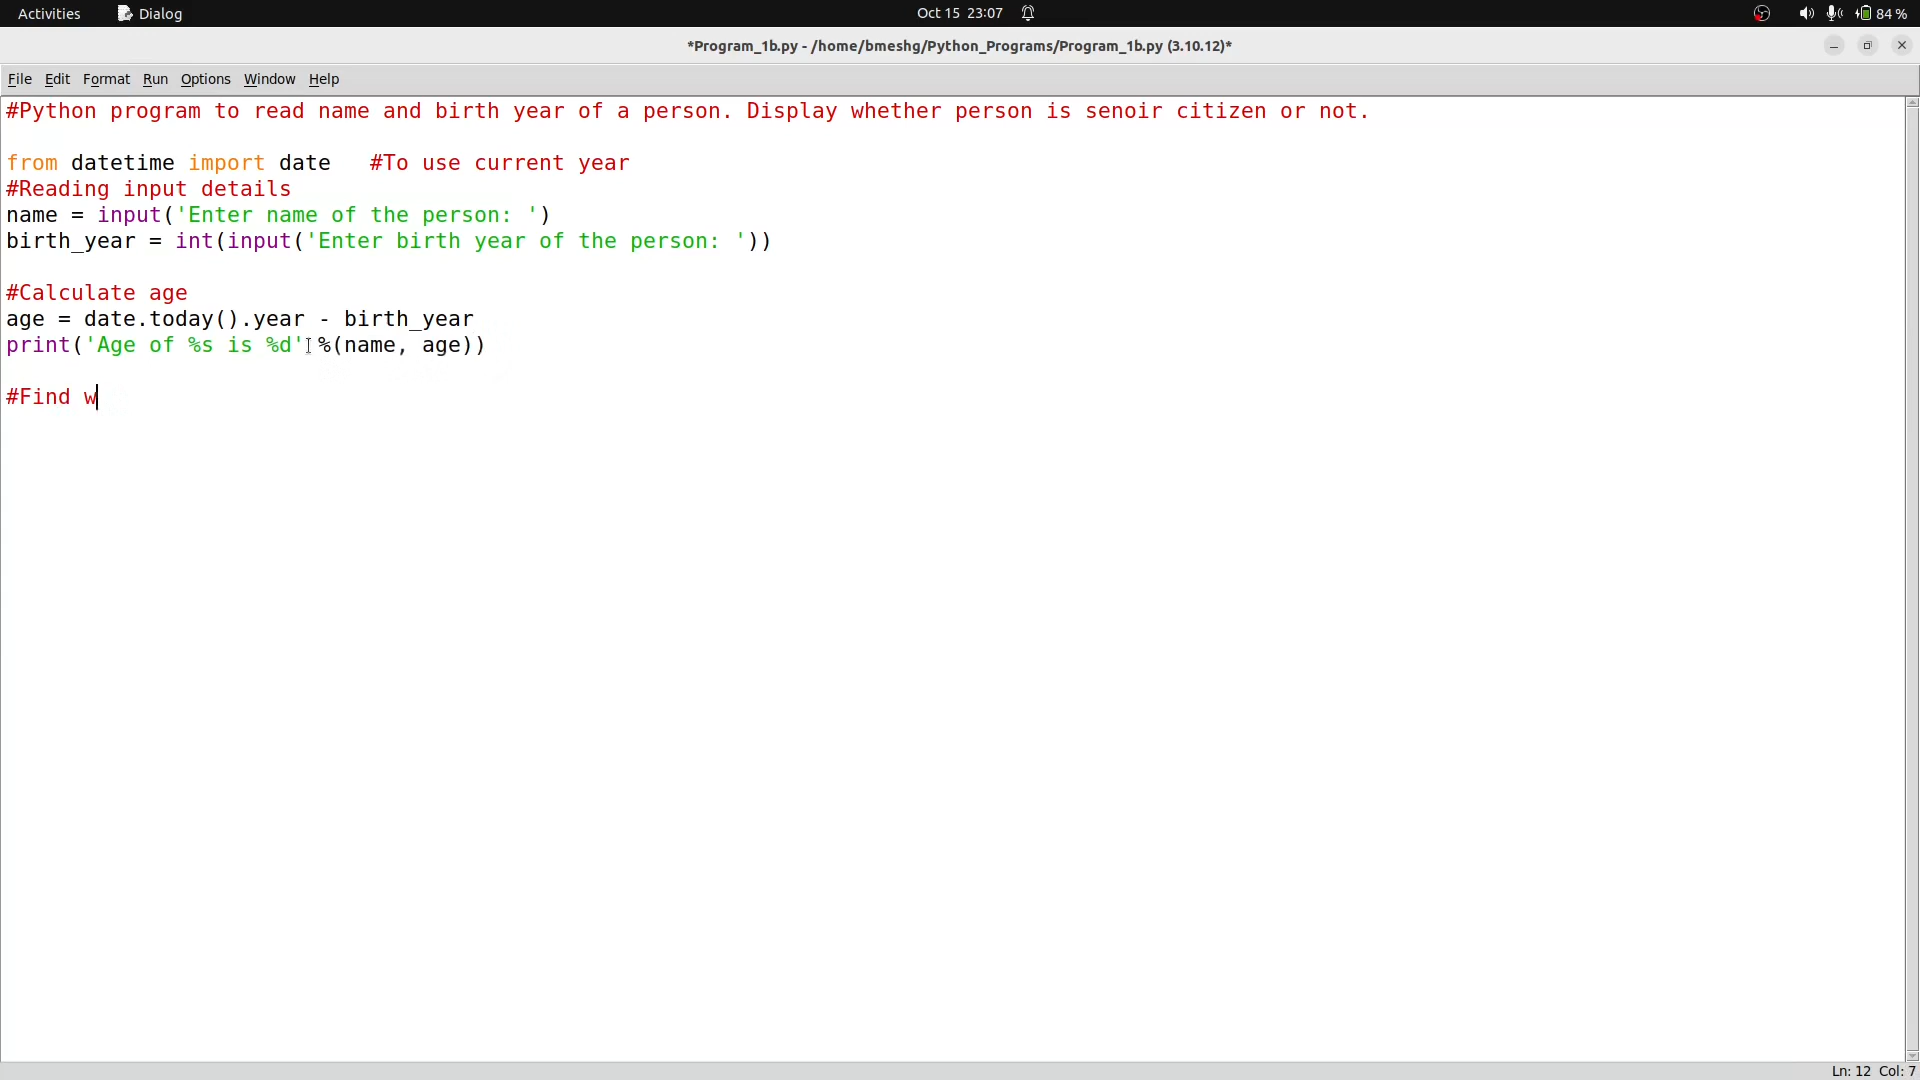 Activities Dialog Oct 15 23:07 84 %
*Program_1b.py - /home/bmeshg/Python_Programs/Program_1b.py (3.10.12)*
File Edit Format Run Options Window Help
#Python program to read name and birth year of a person. Display whether person is senoir citizen or not.
from datetime import date   #To use current year
#Reading input details
name = input('Enter name of the person: ')
birth_year = int(input('Enter birth year of the person: '))
#Calculate age
age = date.today().year - birth_year
print('Age of %s is %d' %(name, age))
#Find w
Ln: 12 Col: 7